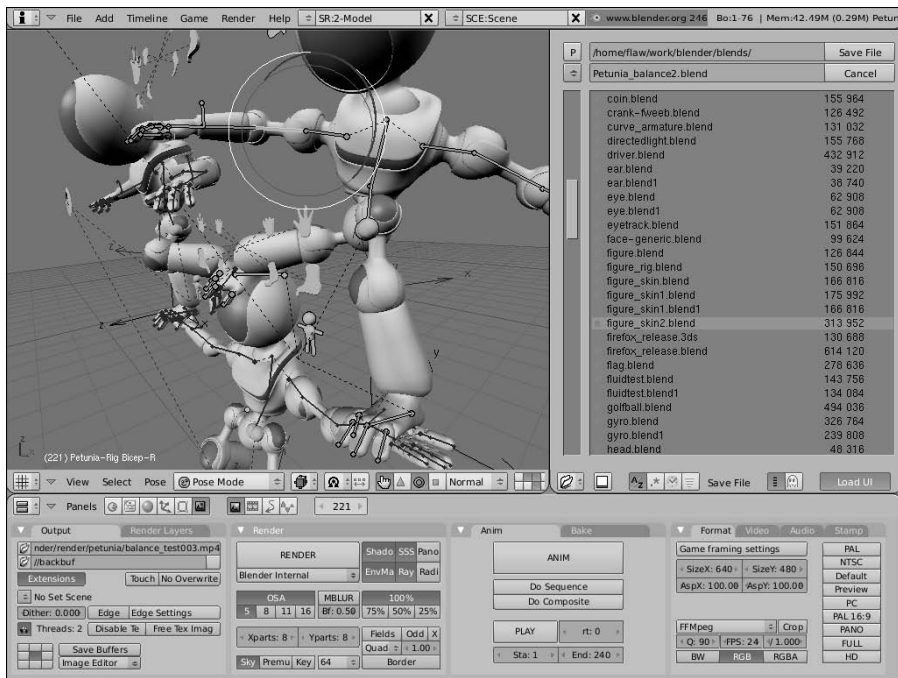 File Add Timeline Game Render Help SR:2-Model X SCE:Scene X www.blender.org 246 Bo:1-76 | Mem:42.49M (0.29M) Petun
P /home/flaw/work/blender/blends/ Save File
Petunia_balance2.blend Cancel
coin.blend 155 964
crank-fweeb.blend 126 492
curve_armature.blend 131 032
directedlight.blend 155 768
driver.blend 432 912
ear.blend 39 220
ear.blend1 38 740
eye.blend 62 908
eye.blend1 62 908
eyetrack.blend 151 864
face-generic.blend 99 624
figure.blend 126 844
figure_rig.blend 150 696
figure_skin.blend 166 816
figure_skin1.blend 175 992
figure_skin1.blend1 166 816
figure_skin2.blend 313 952
firefox_release.3ds 130 688
firefox_release.blend 614 120
flag.blend 278 636
fluidtest.blend 143 756
fluidtest.blend1 134 084
golfball.blend 494 036
gyro.blend 326 764
gyro.blend1 239 808
head.blend 48 316
z
x
z
x
y
z
x
(221) Petunia-Rig Bicep-R
View Select Pose Pose Mode Normal
Save File Load UI
Panels 221
Output Render Layers
nder/render/petunia/balance_test003.mp4
//backbuf
Extensions Touch No Overwrite
No Set Scene
Dither: 0.000 Edge Edge Settings
Threads: 2 Disable Te Free Tex Imag
Save Buffers
Image Editor
Render
RENDER
Blender Internal
Shado SSS Pano
EnvMa Ray Radi
OSA MBLUR 100%
5 8 11 16 Bf: 0.50 75% 50% 25%
Xparts: 8 Yparts: 8 Fields Odd X
Quad 1.00
Sky Premu Key 64 Border
Anim Bake
ANIM
Do Sequence
Do Composite
PLAY rt: 0
Sta: 1 End: 240
Format Video Audio Stamp
Game framing settings
SizeX: 640 SizeY: 480
AspX: 100.00 AspY: 100.00
FFMpeg Crop
Q: 90 FPS: 24 /1.000
BW RGB RGBA
PAL
NTSC
Default
Preview
PC
PAL 16:9
PANO
FULL
HD